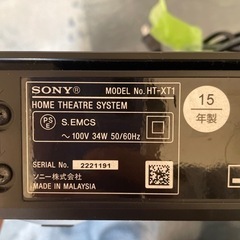 SONY® MODEL No. HT-XT1
HOME THEATRE SYSTEM
PS E S.EMCS
～100V 34W 50/60Hz
SERIAL No. 2221191
ソニー株式会社
MADE IN MALAYSIA
15
年製